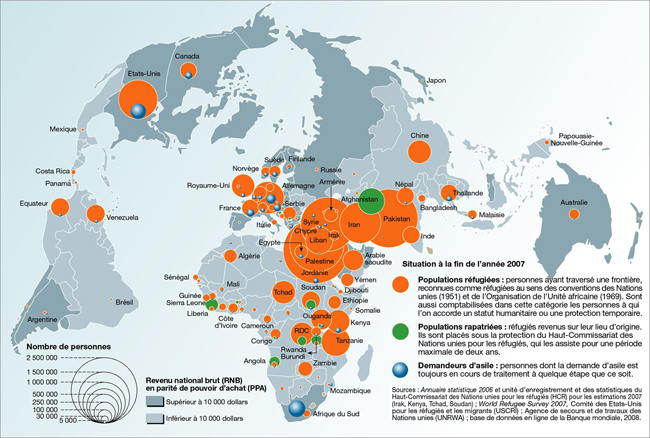 Canada
Etats-Unis
Japon
Mexique
Chine
Papouasie-
Nouvelle-Guinée
Finlande
Suède
Norvège
Russie
Costa Rica
Panamá
Royaume-Uni
Allemagne
Arménie
Népal
Thaïlande
Equateur
France
Serbie
Afghanistan
Bangladesh
Australie
Venezuela
Italie
Syrie
Chypre
Irak
Iran
Pakistan
Malaisie
Liban
Inde
Egypte
Algérie
Palestine
Arabie
saoudite
Jordanie
Sénégal
Mali
Yémen
Soudan
Djibouti
Guinée
Sierra Leone
Tchad
Ethiopie
Somalie
Brésil
Liberia
Côte
d'Ivoire
Cameroun
Ouganda
Kenya
Argentine
Congo
RDC
Tanzanie
Rwanda
Burundi
Angola
Zambie
Mozambique
Afrique du Sud
Situation à la fin de l'année 2007
Populations réfugiées : personnes ayant traversé une frontière,
reconnues comme réfugiées au sens des conventions des Nations
unies (1951) et de l'Organisation de l'Unité africaine (1969). Sont
aussi comptabilisées dans cette catégorie les personnes à qui
l'on accorde un statut humanitaire ou une protection temporaire.
Populations rapatriées : réfugiés revenus sur leur lieu d'origine.
Ils sont placés sous la protection du Haut-Commissariat des
Nations unies pour les réfugiés, qui les assiste pour une période
maximale de deux ans.
Demandeurs d'asile : personnes dont la demande d'asile est
toujours en cours de traitement à quelque étape que ce soit.
Sources : Annuaire statistique 2006 et unité d'enregistrement et des statistiques du
Haut-Commissariat des Nations unies pour les réfugiés (HCR) pour les estimations 2007
(Irak, Kenya, Tchad, Soudan) ; World Refugee Survey 2007, Comité des Etats-Unis
pour les réfugiés et les migrants (USCRI) ; Agence de secours et de travaux des
Nations unies (UNRWA) ; base de données en ligne de la Banque mondiale, 2008.
Nombre de personnes
2 500 000
1 500 000
1 000 000
500 000
250 000
100 000
30 000
5 000
Revenu national brut (RNB)
en parité de pouvoir d'achat (PPA)
Supérieur à 10 000 dollars
Inférieur à 10 000 dollars